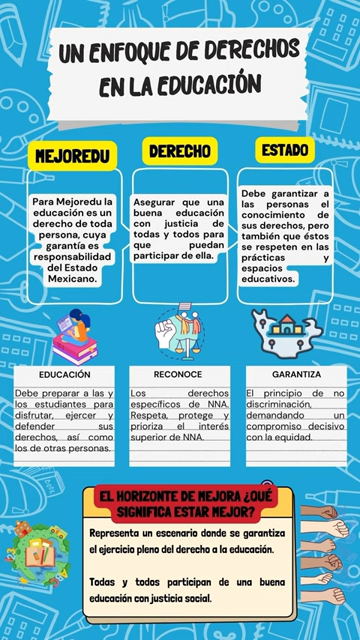 UN ENFOQUE DE DERECHOS
EN LA EDUCACIÓN
MEJOREDU
Para Mejoredu la
educación es un
derecho de toda
persona, cuya
garantía es
responsabilidad
del Estado
Mexicano.
DERECHO
Asegurar que una
buena educación
con justicia de
todas y todos para
que puedan
participar de ella.
ESTADO
Debe garantizar a
las personas el
conocimiento de
sus derechos, pero
también que éstos
se respeten en las
prácticas y
espacios
educativos.
EDUCACIÓN
Debe preparar a las y
los estudiantes para
disfrutar, ejercer y
defender sus
derechos, así como
los de otras personas.
RECONOCE
Los derechos
específicos de NNA.
Respeta, protege y
prioriza el interés
superior de NNA.
GARANTIZA
El principio de no
discriminación,
demandando un
compromiso decisivo
con la equidad.
EL HORIZONTE DE MEJORA ¿QUÉ
SIGNIFICA ESTAR MEJOR?
Representa un escenario donde se garantiza
el ejercicio pleno del derecho a la educación.
Todas y todos participan de una buena
educación con justicia social.